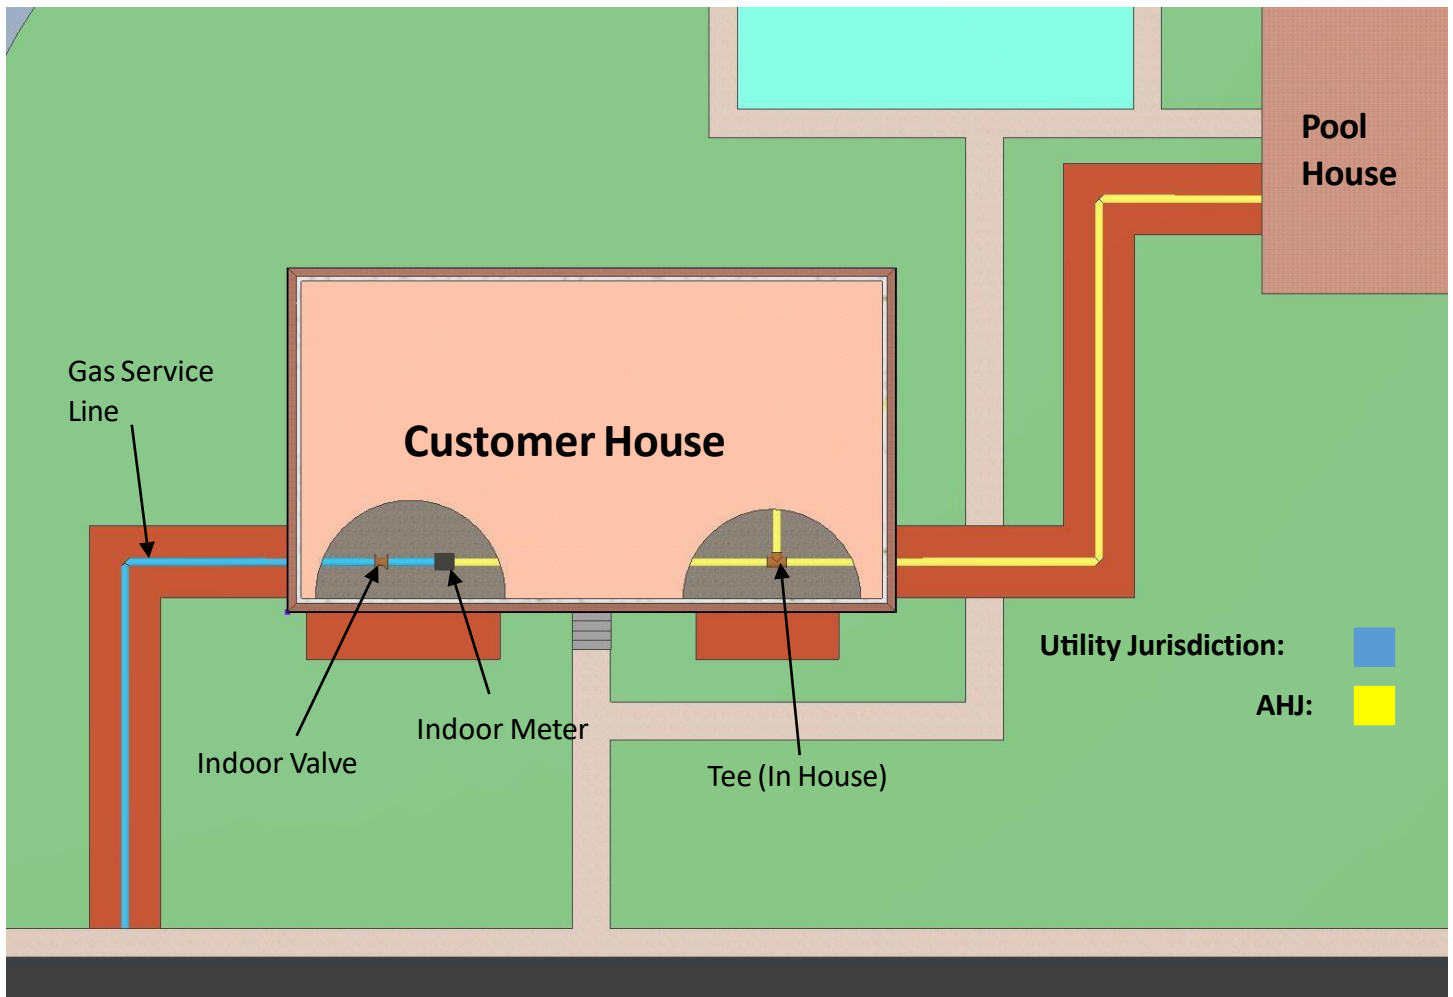 Pool
House
Gas Service
Line
Customer House
Utility Jurisdiction:
AHJ:
Indoor Meter
Indoor Valve
Tee (In House)